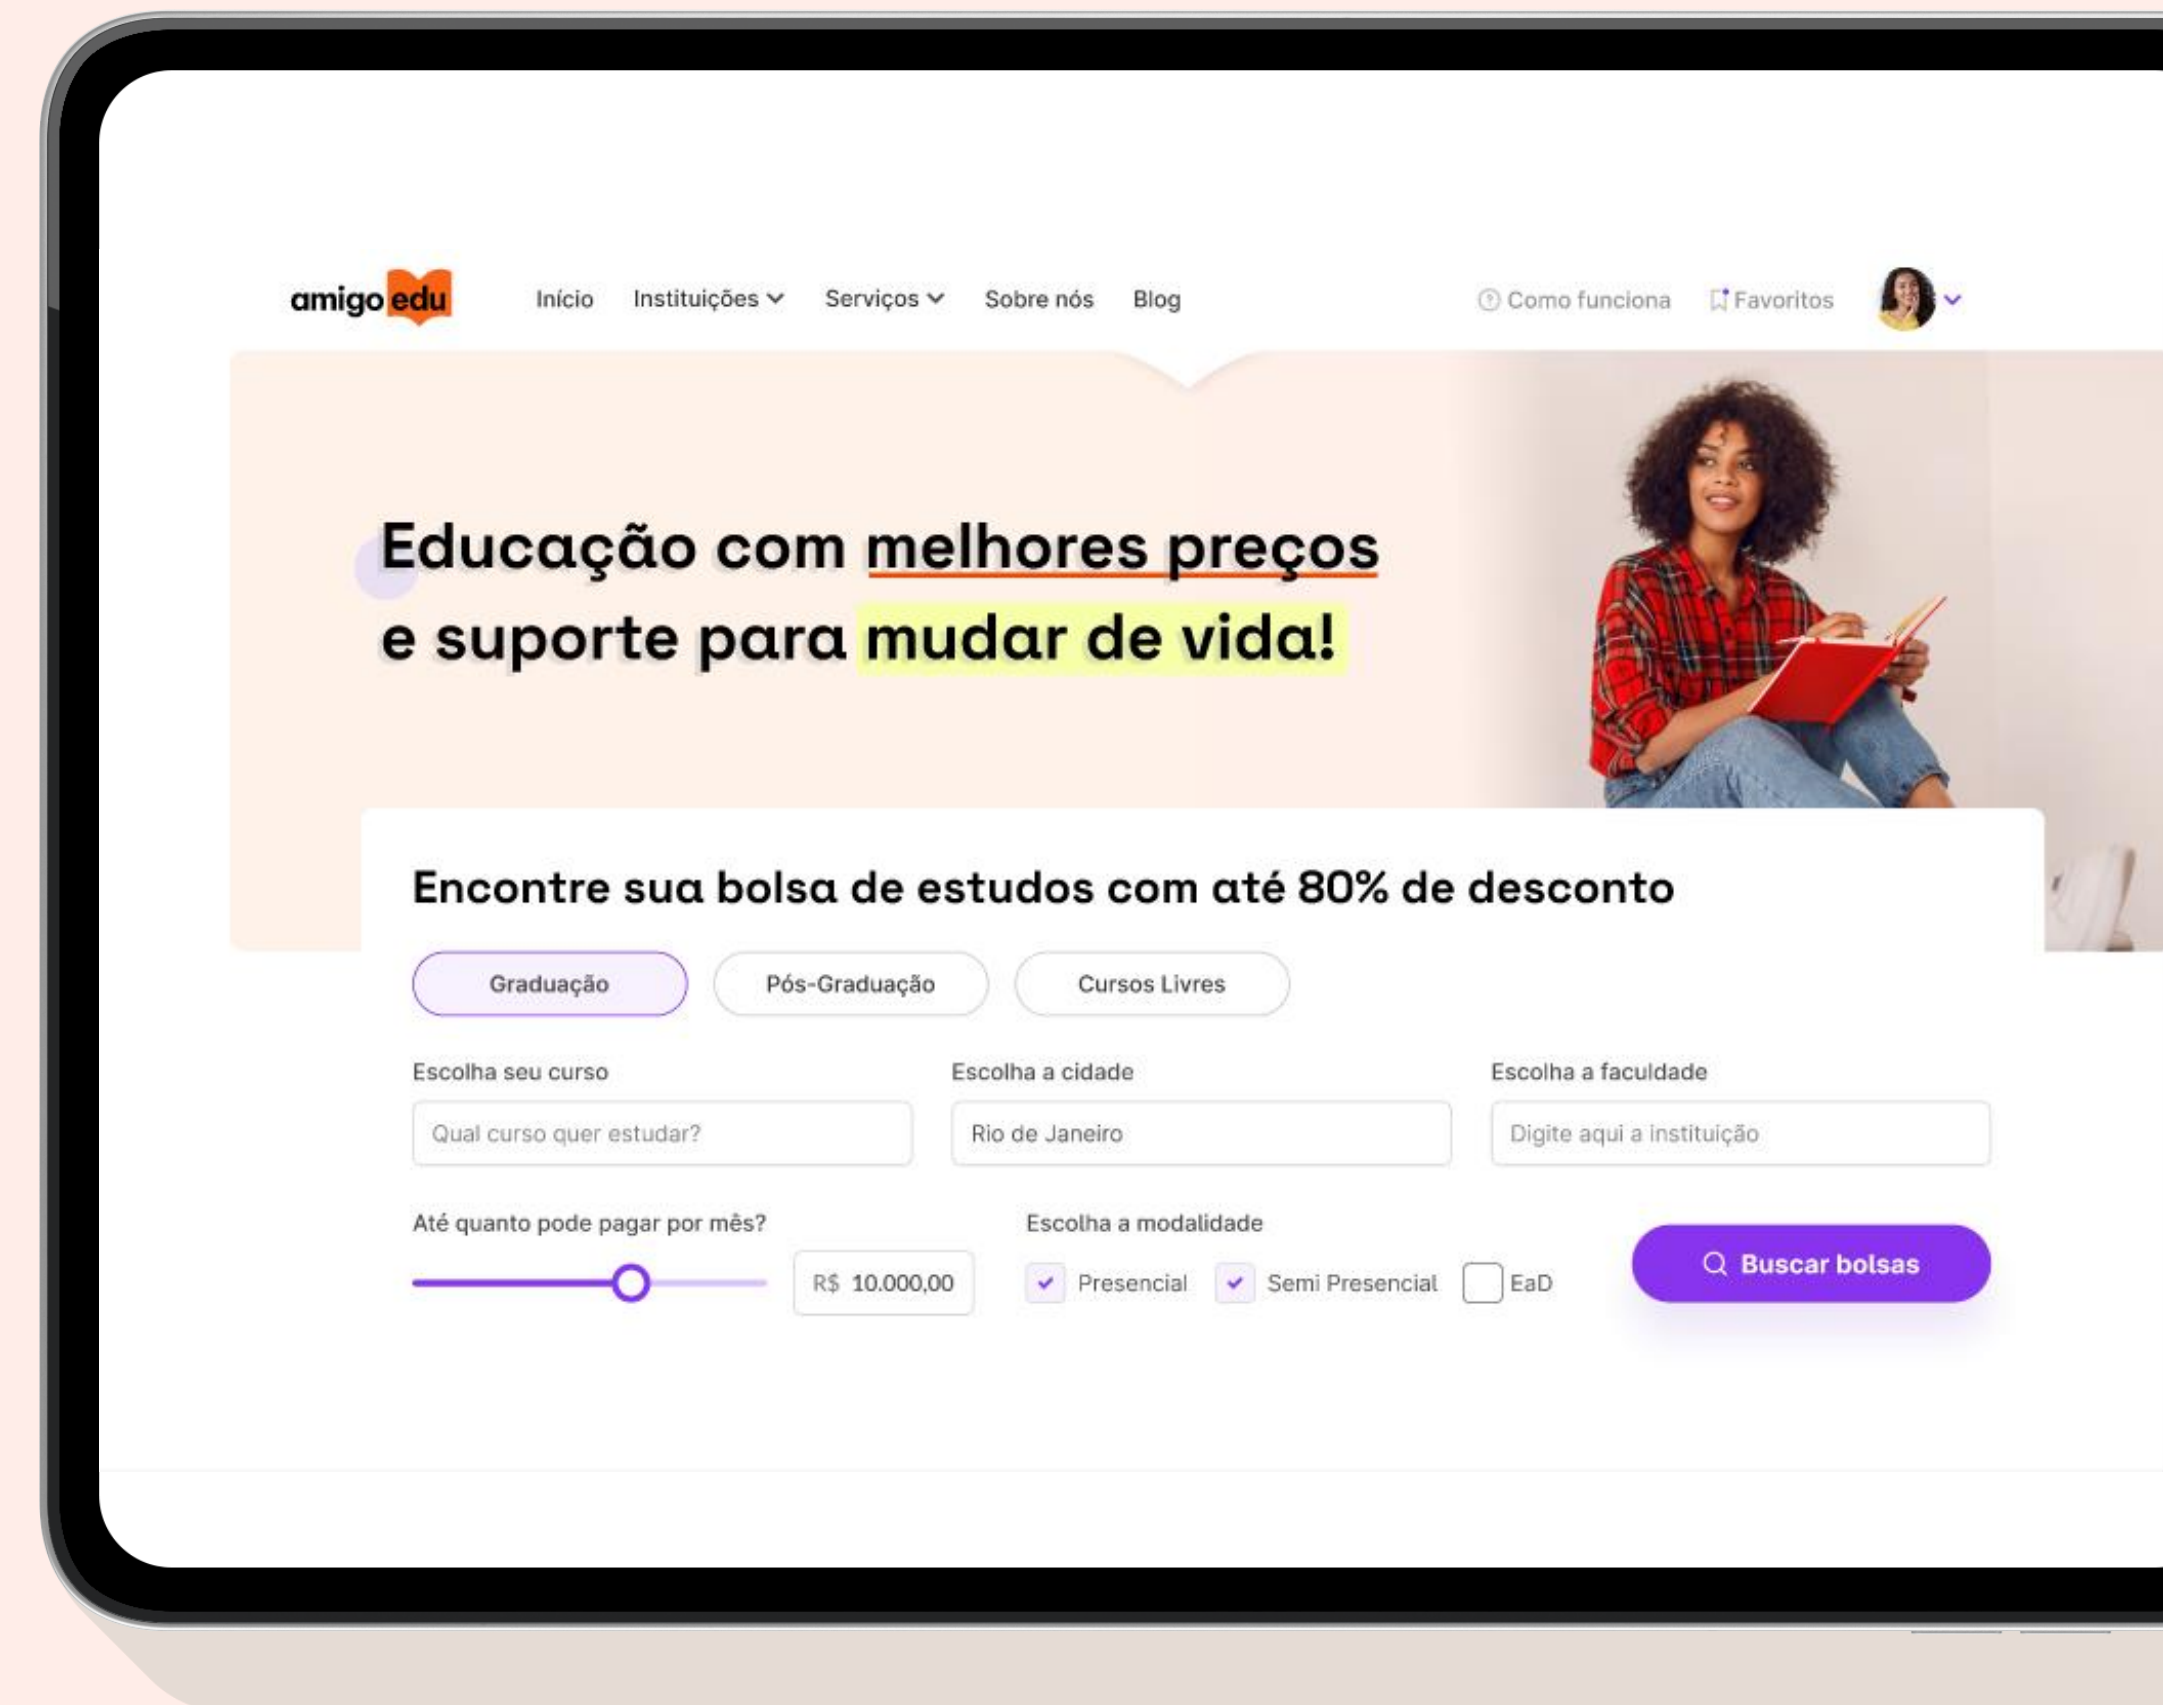 amigo edu
Início Instituições Serviços Sobre nós Blog
Como funciona Favoritos
Educação com melhores preços
e suporte para mudar de vida!
Encontre sua bolsa de estudos com até 80% de desconto
Graduação Pós-Graduação Cursos Livres
Escolha seu curso Escolha a cidade Escolha a faculdade
Qual curso quer estudar? Rio de Janeiro Digite aqui a instituição
Até quanto pode pagar por mês? Escolha a modalidade
R$ 10.000,00 Presencial Semi Presencial EaD
Buscar bolsas